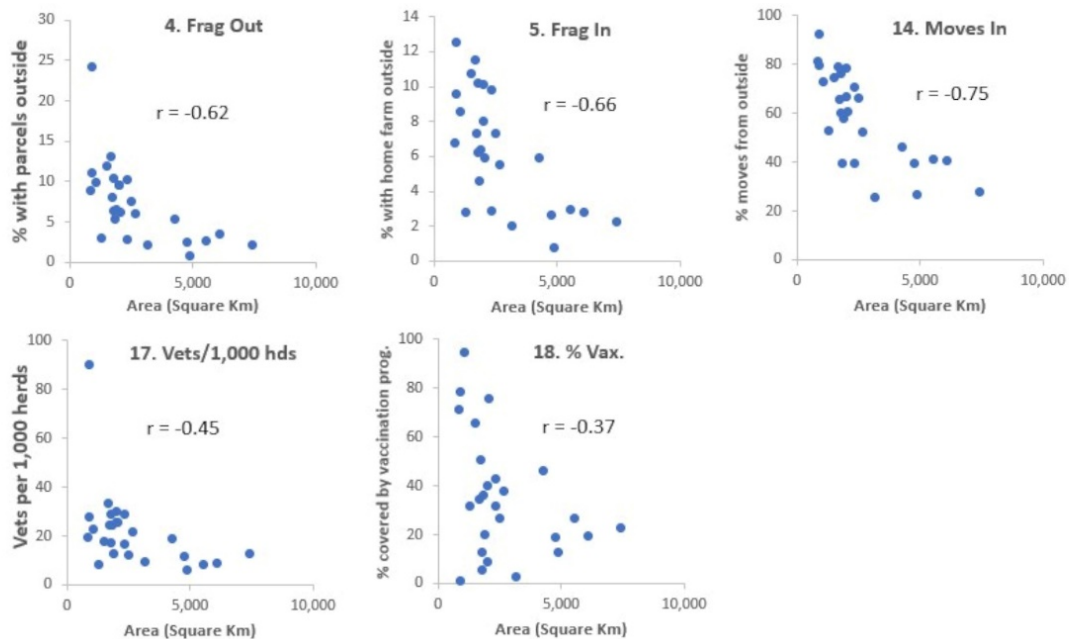 4. Frag Out
% with parcels outside
30
25
20
15
10
5
0
r = -0.62
0
5,000
10,000
Area (Square Km)
5. Frag In
% with home farm outside
14
12
10
8
6
4
2
0
r = -0.66
0
5,000
10,000
Area (Square Km)
14. Moves In
% moves from outside
100
80
60
40
20
0
r = -0.75
0
5,000
10,000
Area (Square Km)
17. Vets/1,000 hds
Vets per 1,000 herds
100
80
60
40
20
0
r = -0.45
0
5,000
10,000
Area (Square Km)
18. % Vax.
% covered by vaccination prog.
100
80
60
40
20
0
r = -0.37
0
5,000
10,000
Area (Square Km)